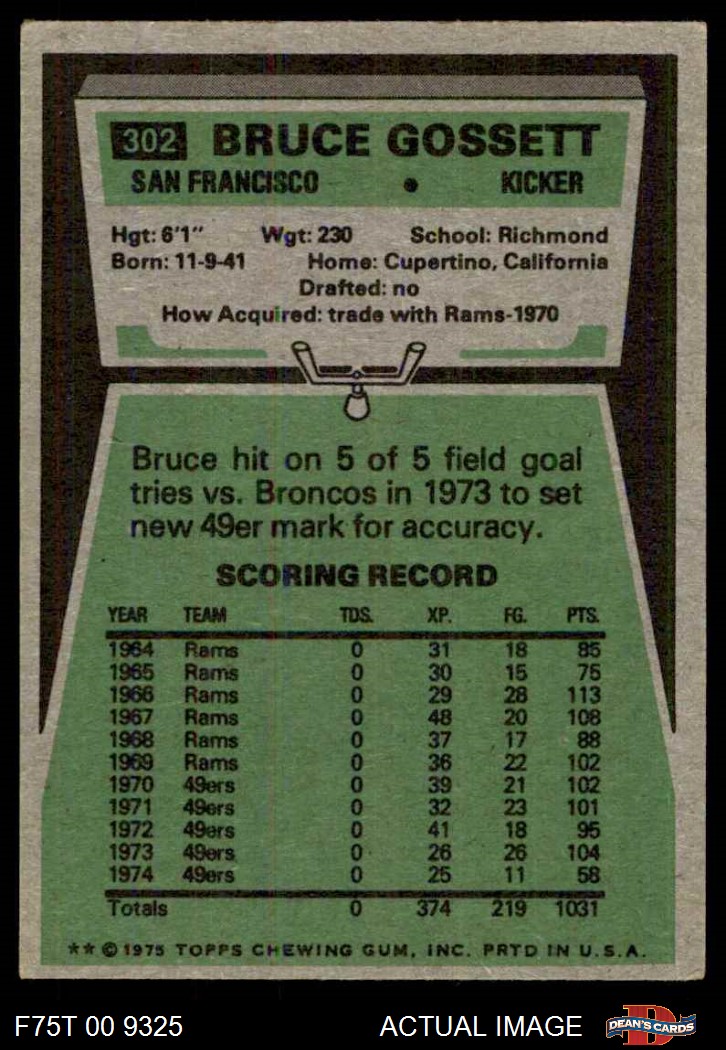 302 BRUCE GOSSETT
SAN FRANCISCO • KICKER
Hgt: 6'1" Wgt: 230 School: Richmond
Born: 11-9-41 Home: Cupertino, California
Drafted: no
How Acquired: trade with Rams-1970
Bruce hit on 5 of 5 field goal
tries vs. Broncos in 1973 to set
new 49er mark for accuracy.
SCORING RECORD
YEAR TEAM TDS. XP. FG. PTS.
1964 Rams 0 31 18 85
1965 Rams 0 30 15 75
1966 Rams 0 29 28 113
1967 Rams 0 48 20 108
1968 Rams 0 37 17 88
1969 Rams 0 36 22 102
1970 49ers 0 39 21 102
1971 49ers 0 32 23 101
1972 49ers 0 41 18 95
1973 49ers 0 26 26 104
1974 49ers 0 25 11 58
Totals 0 374 219 1031
** © 1975 TOPPS CHEWING GUM, INC. PRTD IN U.S.A.
F75T 00 9325 ACTUAL IMAGE D DEAN'S CARDS